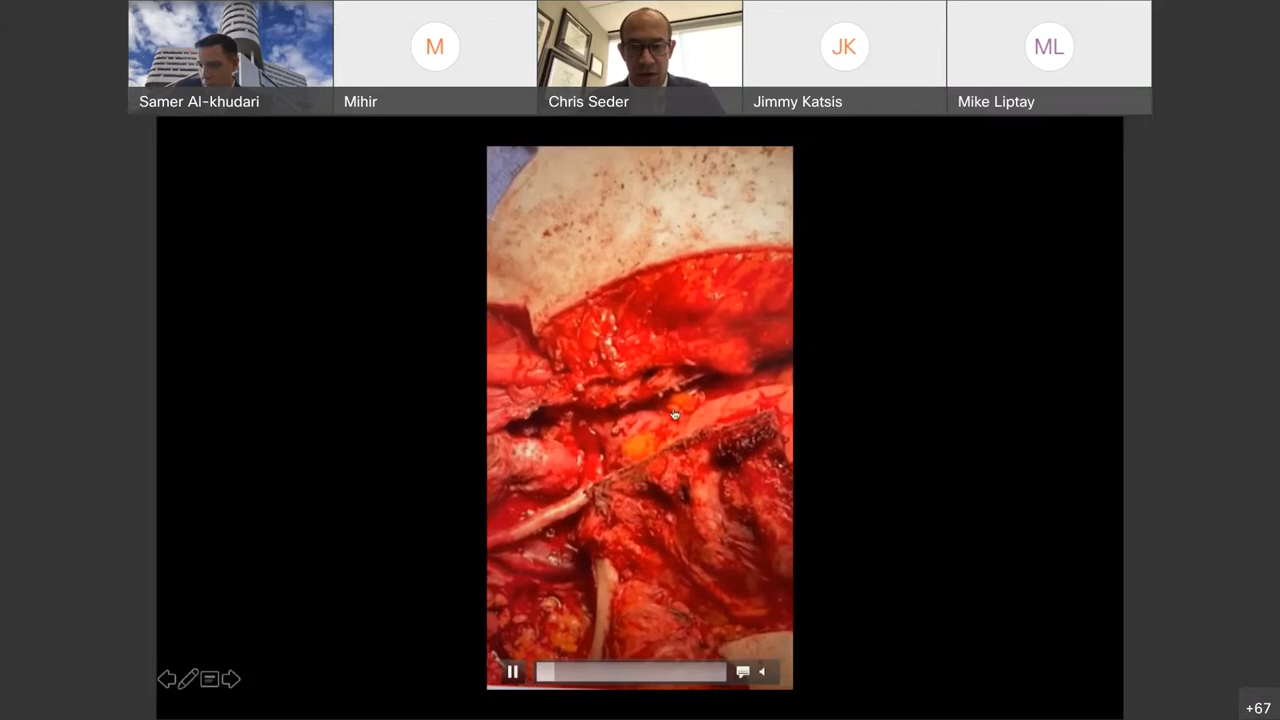 M
JK
ML
Samer Al-khudari
Mihir
Chris Seder
Jimmy Katsis
Mike Liptay
+67